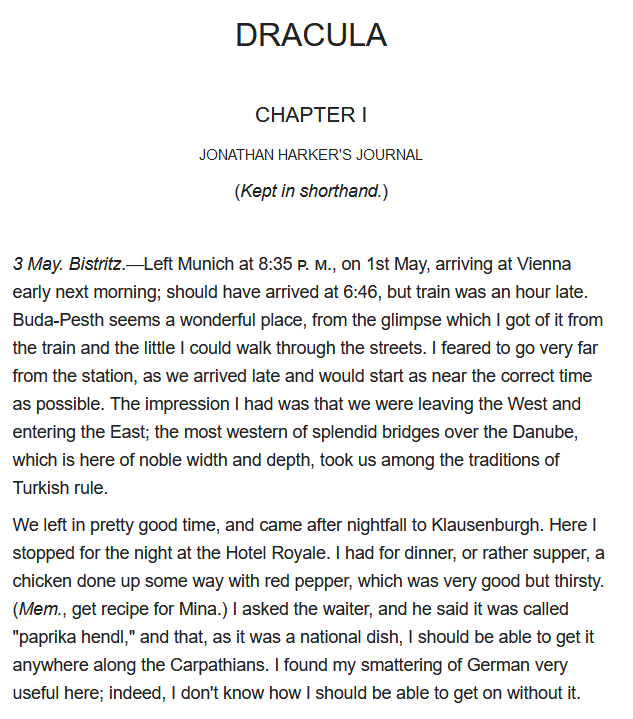 DRACULA
CHAPTER I
JONATHAN HARKER'S JOURNAL
(Kept in shorthand.)
3 May. Bistritz.—Left Munich at 8:35 P. M., on 1st May, arriving at Vienna
early next morning; should have arrived at 6:46, but train was an hour late.
Buda-Pesth seems a wonderful place, from the glimpse which I got of it from
the train and the little I could walk through the streets. I feared to go very far
from the station, as we arrived late and would start as near the correct time
as possible. The impression I had was that we were leaving the West and
entering the East; the most western of splendid bridges over the Danube,
which is here of noble width and depth, took us among the traditions of
Turkish rule.
We left in pretty good time, and came after nightfall to Klausenburgh. Here I
stopped for the night at the Hotel Royale. I had for dinner, or rather supper, a
chicken done up some way with red pepper, which was very good but thirsty.
(Mem., get recipe for Mina.) I asked the waiter, and he said it was called
"paprika hendl," and that, as it was a national dish, I should be able to get it
anywhere along the Carpathians. I found my smattering of German very
useful here; indeed, I don't know how I should be able to get on without it.